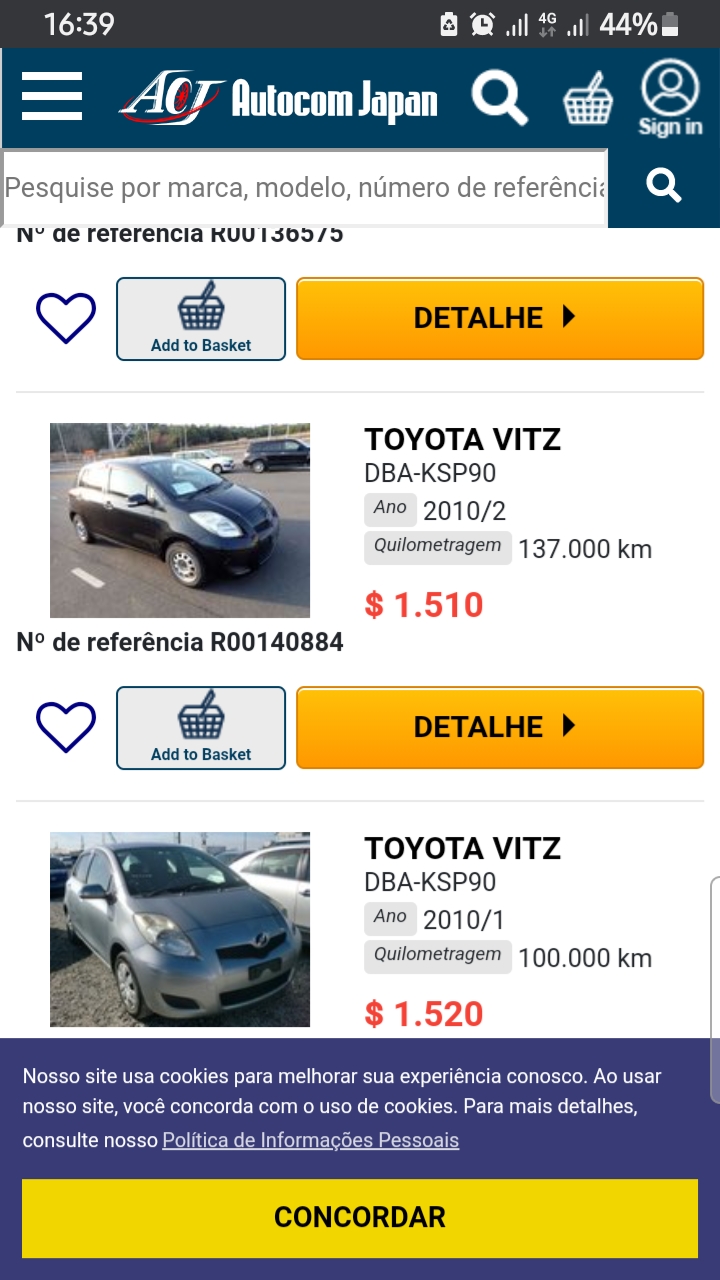 16:39
4G
44%
ACJ Autocom Japan
Sign in
Pesquise por marca, modelo, número de referência
Nº de referência R00136575
Add to Basket
DETALHE
TOYOTA VITZ
DBA-KSP90
Ano 2010/2
Quilometragem 137.000 km
$ 1.510
Nº de referência R00140884
Add to Basket
DETALHE
TOYOTA VITZ
DBA-KSP90
Ano 2010/1
Quilometragem 100.000 km
$ 1.520
Nosso site usa cookies para melhorar sua experiência conosco. Ao usar
nosso site, você concorda com o uso de cookies. Para mais detalhes,
consulte nosso Política de Informações Pessoais
CONCORDAR